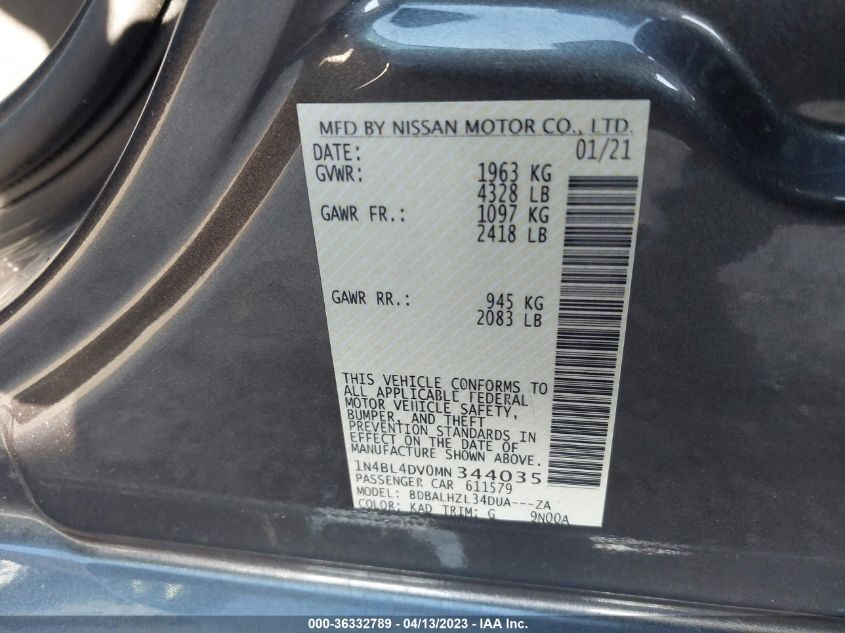 MFD BY NISSAN MOTOR CO., LTD.
DATE: 01/21
GVWR: 1963 KG
4328 LB
GAWR FR.: 1097 KG
2418 LB
GAWR RR.: 945 KG
2083 LB
THIS VEHICLE CONFORMS TO
ALL APPLICABLE FEDERAL
MOTOR VEHICLE SAFETY,
BUMPER, AND THEFT
PREVENTION STANDARDS IN
EFFECT ON THE DATE OF
MANUFACTURE SHOWN ABOVE.
1N4BL4DV0MN344035
PASSENGER CAR 611579
MODEL: BDBALHZL34DUA---ZA
COLOR: KAD TRIM: G 9N00A
000-36332789 - 04/13/2023 - IAA Inc.